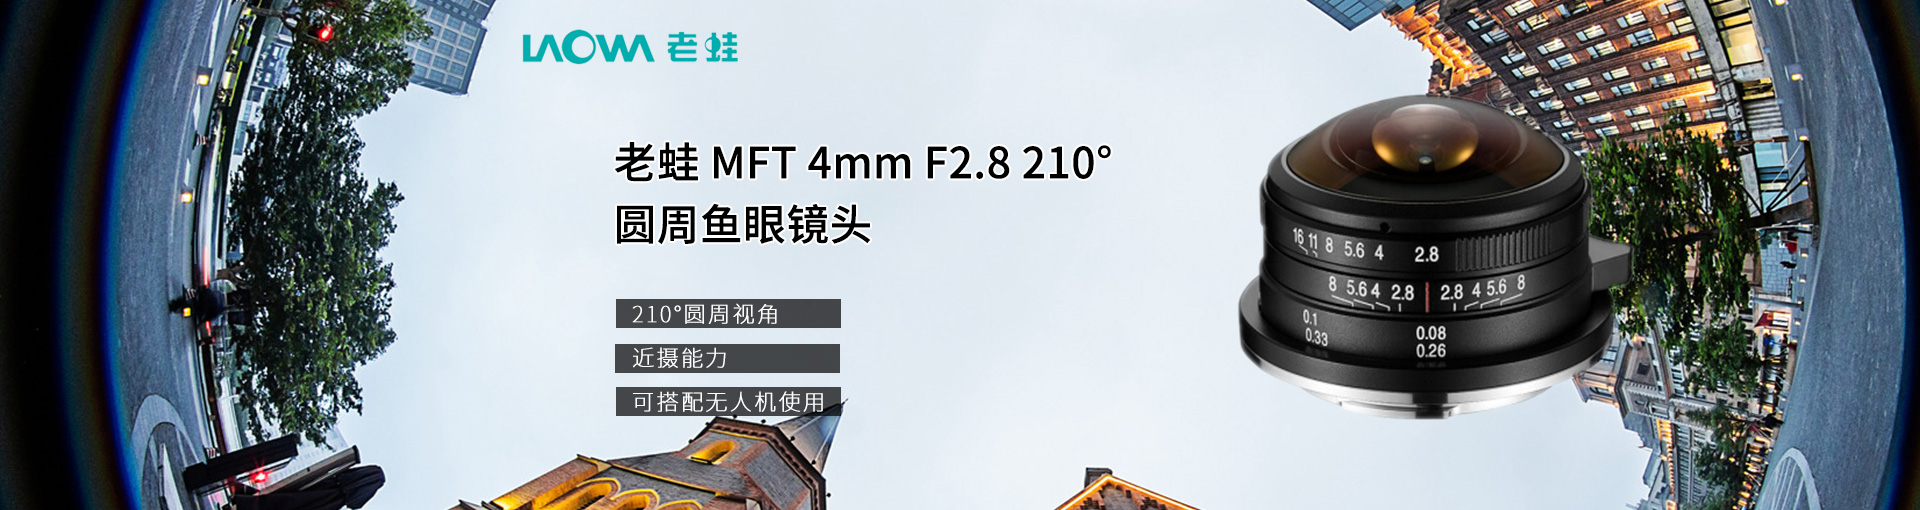 LAOWA 老蛙
老蛙 MFT 4mm F2.8 210°
圆周鱼眼镜头
210°圆周视角
近摄能力
可搭配无人机使用
16 11 8 5.6 4 2.8
8 5.6 4 2.8 2.8 4 5.6 8
0.1 0.08
0.33 0.26